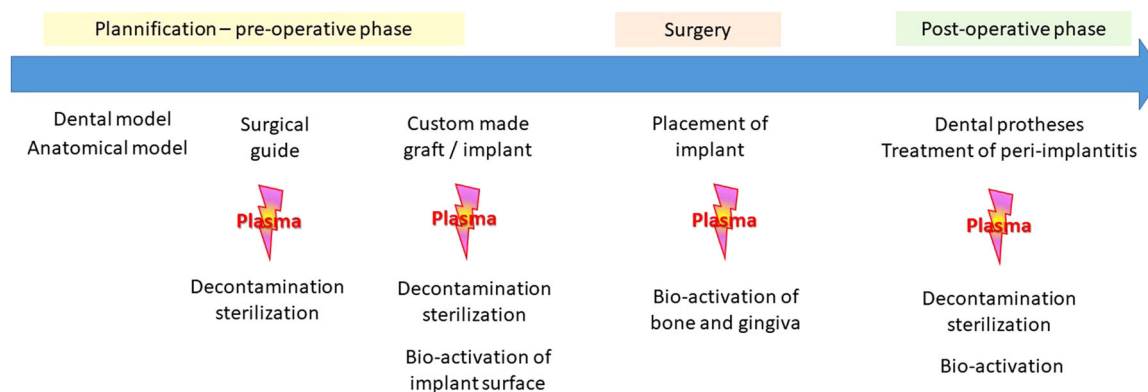 Plannification – pre-operative phase
Surgery
Post-operative phase
Dental model
Anatomical model
Surgical
guide
Custom made
graft / implant
Placement of
implant
Dental protheses
Treatment of peri-implantitis
Plasma
Plasma
Plasma
Plasma
Decontamination
sterilization
Decontamination
sterilization
Bio-activation of
implant surface
Bio-activation of
bone and gingiva
Decontamination
sterilization
Bio-activation